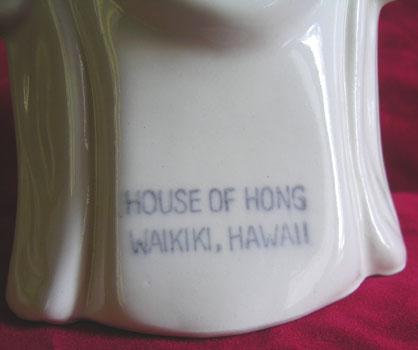 HOUSE OF HONG
WAIKIKI, HAWAII